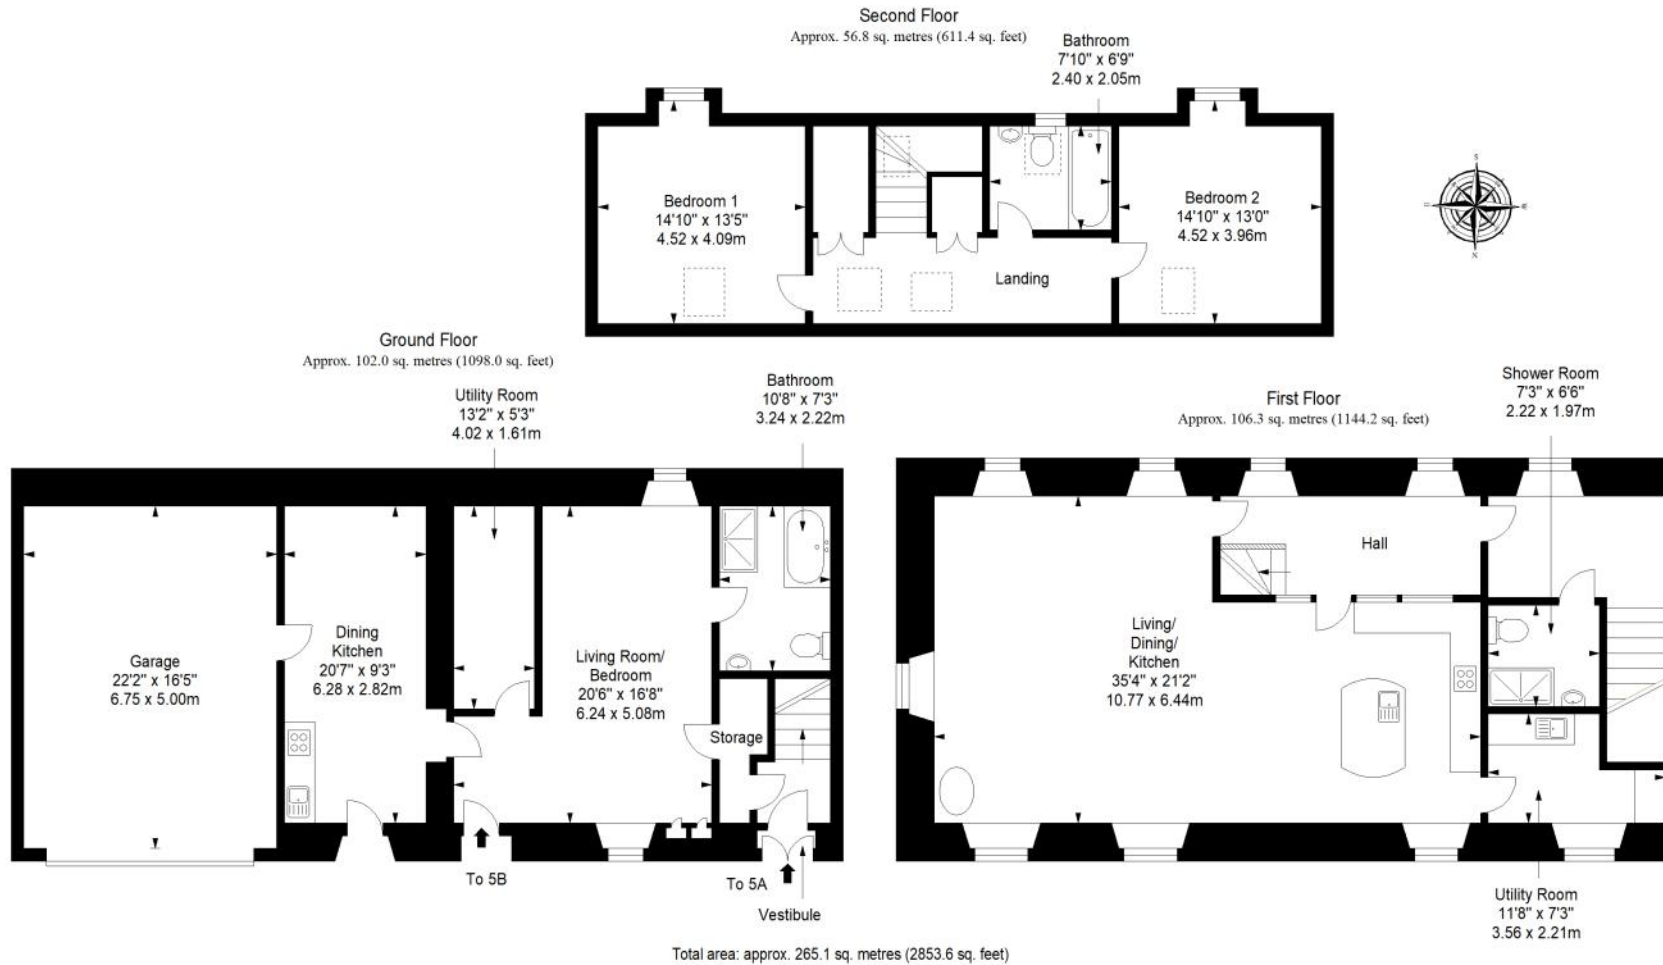 Second Floor
Approx. 56.8 sq. metres (611.4 sq. feet)
Bathroom
7'10" x 6'9"
2.40 x 2.05m
Bedroom 1
14'10" x 13'5"
4.52 x 4.09m
Bedroom 2
14'10" x 13'0"
4.52 x 3.96m
Landing
S
N
Ground Floor
Approx. 102.0 sq. metres (1098.0 sq. feet)
Utility Room
13'2" x 5'3"
4.02 x 1.61m
Bathroom
10'8" x 7'3"
3.24 x 2.22m
Garage
22'2" x 16'5"
6.75 x 5.00m
Dining
Kitchen
20'7" x 9'3"
6.28 x 2.82m
Living Room/
Bedroom
20'6" x 16'8"
6.24 x 5.08m
Storage
To 5B
To 5A
Vestibule
First Floor
Approx. 106.3 sq. metres (1144.2 sq. feet)
Shower Room
7'3" x 6'6"
2.22 x 1.97m
Hall
Living/
Dining/
Kitchen
35'4" x 21'2"
10.77 x 6.44m
Utility Room
11'8" x 7'3"
3.56 x 2.21m
Total area: approx. 265.1 sq. metres (2853.6 sq. feet)